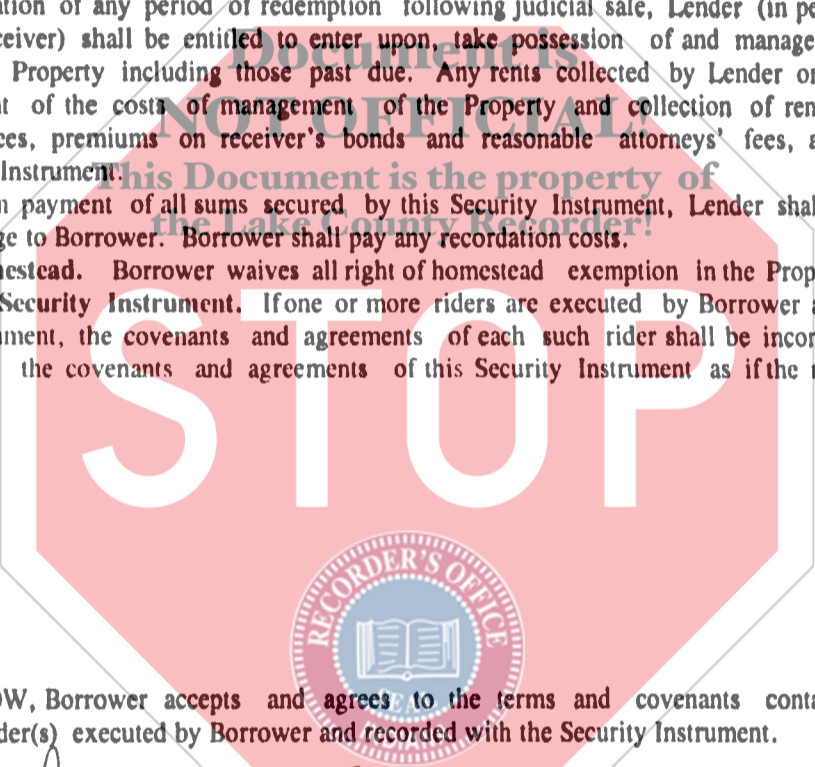 ation of any period of redemption following judicial sale, Lender (in pe
ceiver) shall be entitled to enter upon, take possession of and manage
Document is
Property including those past due. Any rents collected by Lender or
t of the costs of management of the Property and collection of ren
NOT OFFICIAL!
ces, premiums on receiver's bonds and reasonable attorneys' fees, a
Instrument.
This Document is the property of
n payment of all sums secured by this Security Instrument, Lender shal
the Lake County Recorder!
ge to Borrower. Borrower shall pay any recordation costs.
nestead. Borrower waives all right of homestead exemption in the Prop
Security Instrument. If one or more riders are executed by Borrower a
ument, the covenants and agreements of each such rider shall be incor
the covenants and agreements of this Security Instrument as if the r
STOP
RECORDER'S OFFICE
OW, Borrower accepts and agrees to the terms and covenants conta
SEAL
der(s) executed by Borrower and recorded with the Security Instrument.
INDIANA